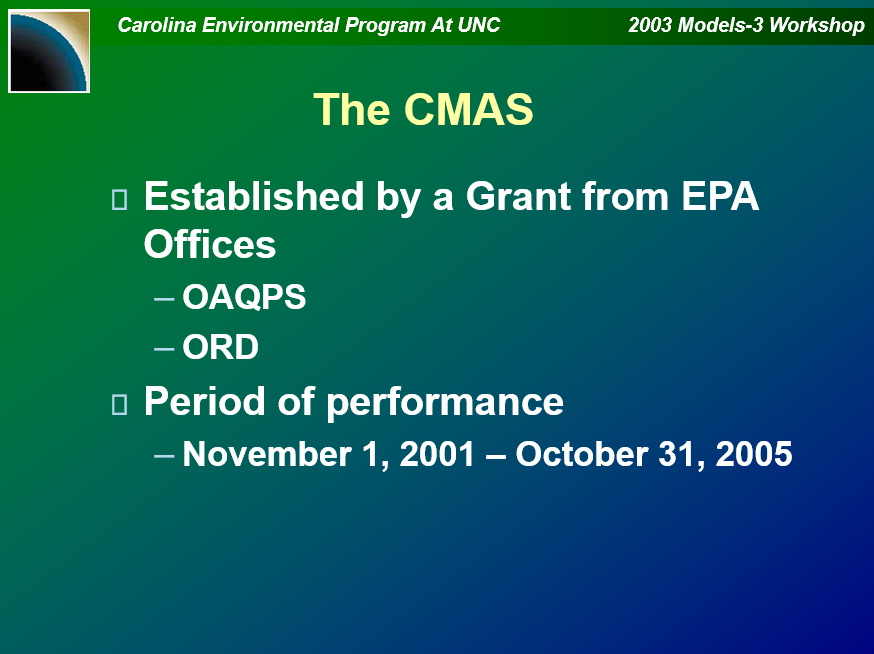 Carolina Environmental Program At UNC
2003 Models-3 Workshop
The CMAS
Established by a Grant from EPA
Offices
– OAQPS
– ORD
Period of performance
– November 1, 2001 – October 31, 2005